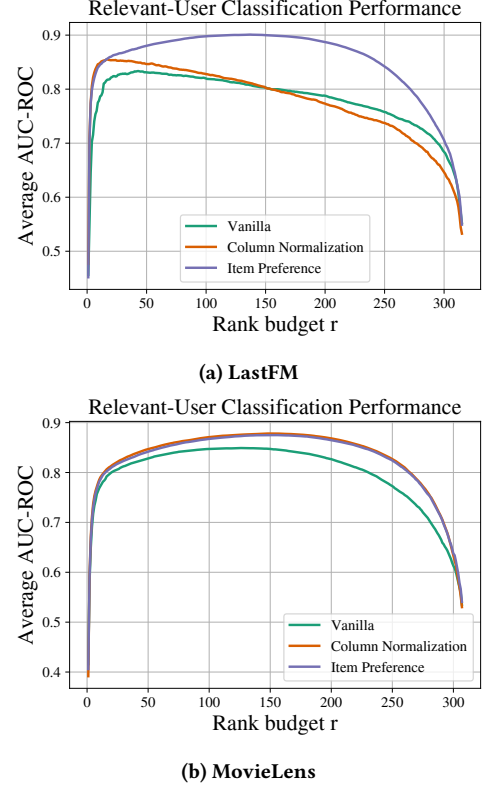 Relevant-User Classification Performance
0.9
0.8
0.7
0.6
0.5
Average AUC-ROC
Vanilla
Column Normalization
Item Preference
0 50 100 150 200 250 300
Rank budget r
(a) LastFM
Relevant-User Classification Performance
0.9
0.8
0.7
0.6
0.5
0.4
Average AUC-ROC
Vanilla
Column Normalization
Item Preference
0 50 100 150 200 250 300
Rank budget r
(b) MovieLens